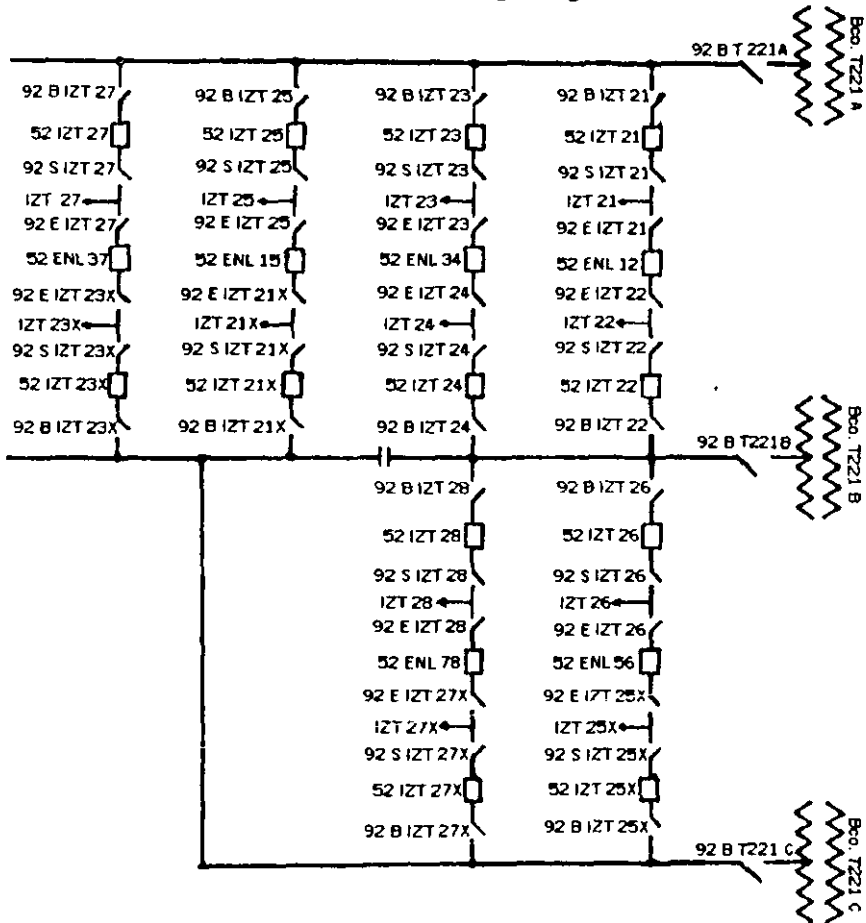 92 B T 221A
Bco. T221 A
92 B IZT 27
92 B IZT 25
92 B IZT 23
92 B IZT 21
52 IZT 27
52 IZT 25
52 IZT 23
52 IZT 21
92 S IZT 27
92 S IZT 25
92 S IZT 23
92 S IZT 21
IZT 27
IZT 25
IZT 23
IZT 21
92 E IZT 27
92 E IZT 25
92 E IZT 23
92 E IZT 21
52 ENL 37
52 ENL 15
52 ENL 34
52 ENL 12
92 E IZT 23X
92 E IZT 21X
92 E IZT 24
92 E IZT 22
IZT 23X
IZT 21X
IZT 24
IZT 22
92 S IZT 23X
92 S IZT 21X
92 S IZT 24
92 S IZT 22
52 IZT 23X
52 IZT 21X
52 IZT 24
52 IZT 22
92 B IZT 23X
92 B IZT 21X
92 B IZT 24
92 B IZT 22
92 B T221B
Bco. T221 B
92 B IZT 28
92 B IZT 26
52 IZT 28
52 IZT 26
92 S IZT 28
92 S IZT 26
IZT 28
IZT 26
92 E IZT 28
92 E IZT 26
52 ENL 78
52 ENL 56
92 E IZT 27X
92 E IZT 25X
IZT 27X
IZT 25X
92 S IZT 27X
92 S IZT 25X
52 IZT 27X
52 IZT 25X
92 B IZT 27X
92 B IZT 25X
92 B T221 C
Bco. T221 C